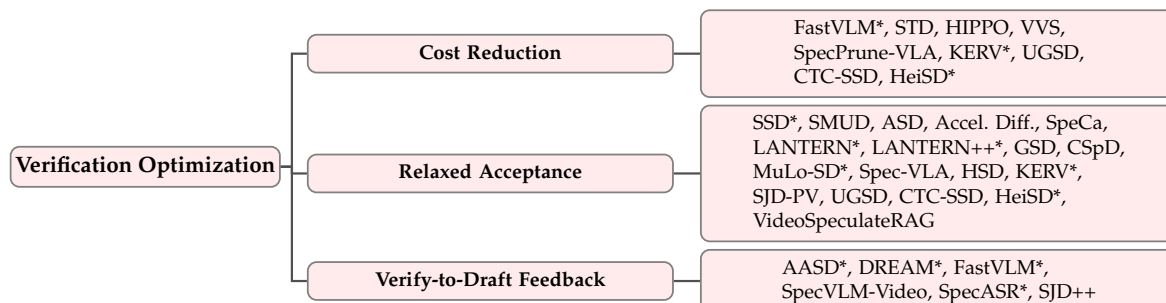 Verification Optimization
Cost Reduction
FastVLM*, STD, HIPPO, VVS,
SpecPrune-VLA, KERV*, UGSD,
CTC-SSD, HeiSD*
Relaxed Acceptance
SSD*, SMUD, ASD, Accel. Diff., SpeCa,
LANTERN*, LANTERN++*, GSD, CSpD,
MuLo-SD*, Spec-VLA, HSD, KERV*,
SJD-PV, UGSD, CTC-SSD, HeiSD*,
VideoSpeculateRAG
Verify-to-Draft Feedback
AASD*, DREAM*, FastVLM*,
SpecVLM-Video, SpecASR*, SJD++